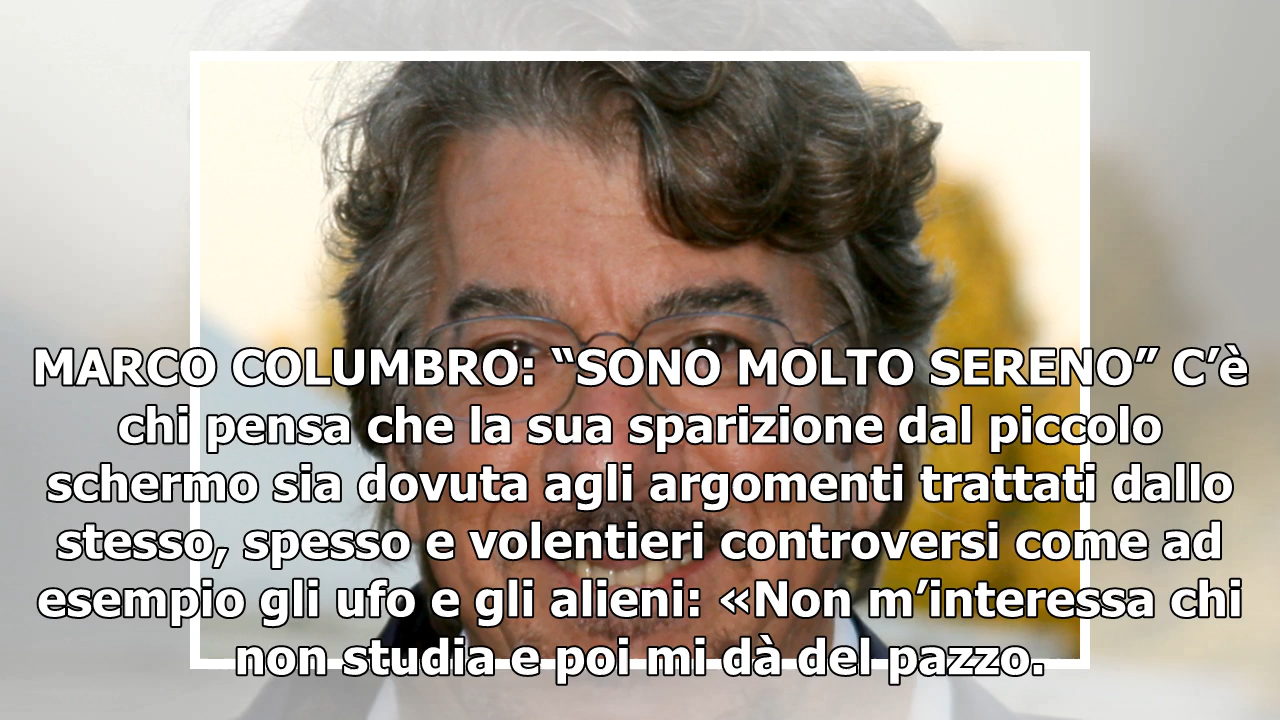 MARCO COLUMBRO: “SONO MOLTO SERENO” C’è
chi pensa che la sua sparizione dal piccolo
schermo sia dovuta agli argomenti trattati dallo
stesso, spesso e volentieri controversi come ad
esempio gli ufo e gli alieni: «Non m’interessa chi
non studia e poi mi dà del pazzo.